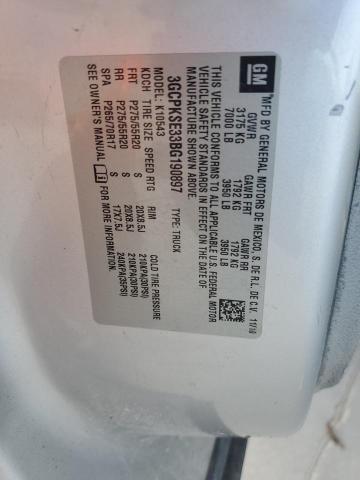 GM
MFD BY GENERAL MOTORS DE MEXICO, S. DE R.L. DE C.V. 11/10
GVWR GAWR FRT GAWR RR
3175 KG 1792 KG 1792 KG
7000 LB 3950 LB 3950 LB
THIS VEHICLE CONFORMS TO ALL APPLICABLE U.S. FEDERAL MOTOR
VEHICLE SAFETY STANDARDS IN EFFECT ON THE DATE OF
MANUFACTURE SHOWN ABOVE.
3GCPKSE33BG190897 TYPE:TRUCK
MODEL: K10543
KDCH TIRE SIZE SPEED RTG RIM COLD TIRE PRESSURE
FRT P275/55R20 S 20X8.5J 210KPA(30PSI)
RR P275/55R20 S 20X8.5J 210KPA(30PSI)
SPA P265/70R17 S 17X7.5J 240KPA(35PSI)
SEE OWNER'S MANUAL FOR MORE INFORMATION.